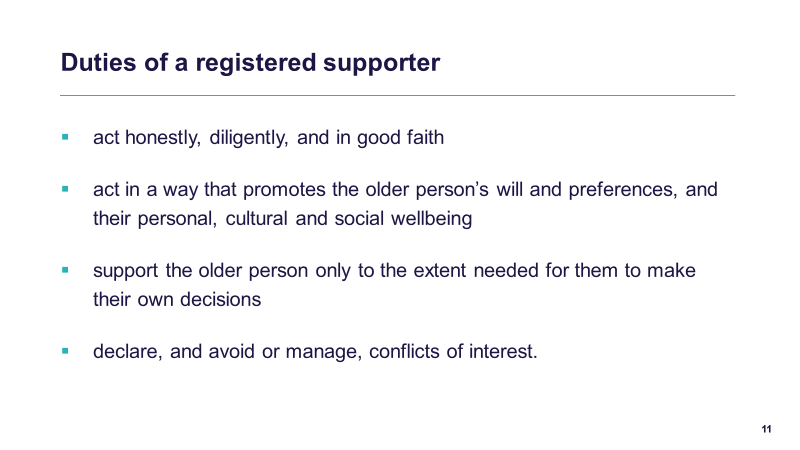 Duties of a registered supporter
▪ act honestly, diligently, and in good faith
▪ act in a way that promotes the older person’s will and preferences, and
their personal, cultural and social wellbeing
▪ support the older person only to the extent needed for them to make
their own decisions
▪ declare, and avoid or manage, conflicts of interest.
11